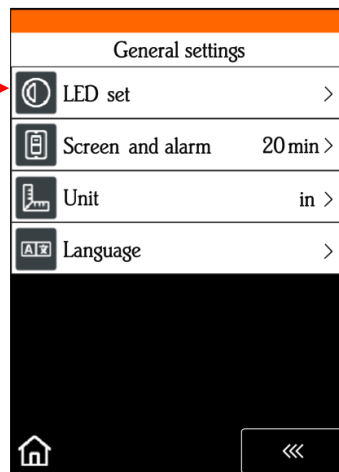 General settings
LED set
Screen and alarm 20 min
Unit in
Language